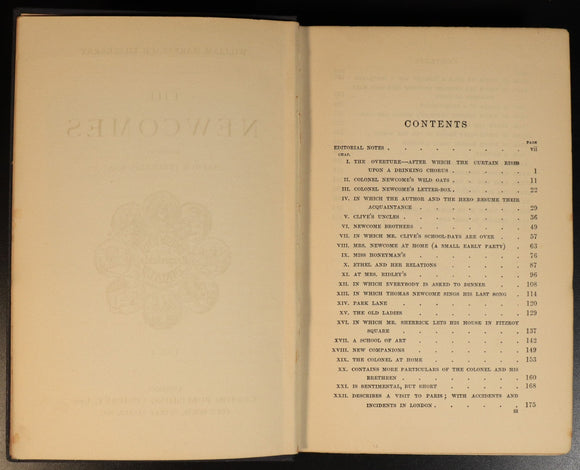 THE
NEWCOMES
CONTENTS
PAGE
EDITORIAL NOTES . . . . . . . . vii
CHAP.
I. THE OVERTURE—AFTER WHICH THE CURTAIN RISES
UPON A DRINKING CHORUS . . . . . 1
II. COLONEL NEWCOME'S WILD OATS . . . . . 11
III. COLONEL NEWCOME'S LETTER-BOX . . . . . 22
IV. IN WHICH THE AUTHOR AND THE HERO RESUME THEIR
ACQUAINTANCE . . . . . . . 29
V. CLIVE'S UNCLES . . . . . . . 36
VI. NEWCOME BROTHERS . . . . . . . 49
VII. IN WHICH MR. CLIVE'S SCHOOL-DAYS ARE OVER . . . 57
VIII. MRS. NEWCOME AT HOME (A SMALL EARLY PARTY) . . 63
IX. MISS HONEYMAN'S . . . . . . . 76
X. ETHEL AND HER RELATIONS . . . . . . 87
XI. AT MRS. RIDLEY'S . . . . . . . 96
XII. IN WHICH EVERYBODY IS ASKED TO DINNER . . . 108
XIII. IN WHICH THOMAS NEWCOME SINGS HIS LAST SONG . . 114
XIV. PARK LANE . . . . . . . . 120
XV. THE OLD LADIES . . . . . . . 129
XVI. IN WHICH MR. SHERRICK LETS HIS HOUSE IN FITZROY
SQUARE . . . . . . . . 137
XVII. A SCHOOL OF ART . . . . . . . 142
XVIII. NEW COMPANIONS . . . . . . . 149
XIX. THE COLONEL AT HOME . . . . . . 153
XX. CONTAINS MORE PARTICULARS OF THE COLONEL AND HIS
BRETHREN . . . . . . . . 160
XXI. IS SENTIMENTAL, BUT SHORT . . . . . 168
XXII. DESCRIBES A VISIT TO PARIS; WITH ACCIDENTS AND
INCIDENTS IN LONDON . . . . . . 175
iii